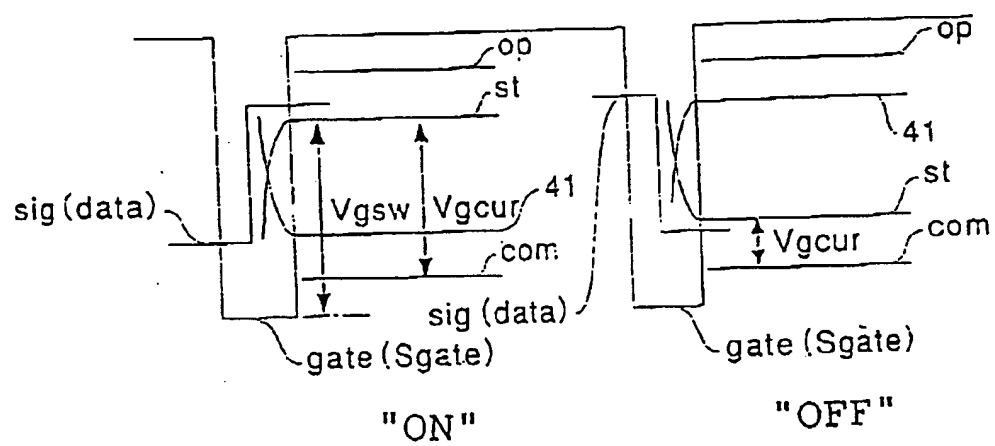 op
st
41
sig (data)
Vgsw
Vgcur
com
gate (Sgate)
"ON"
op
41
st
com
Vgcur
sig (data)
gate (Sgate)
"OFF"